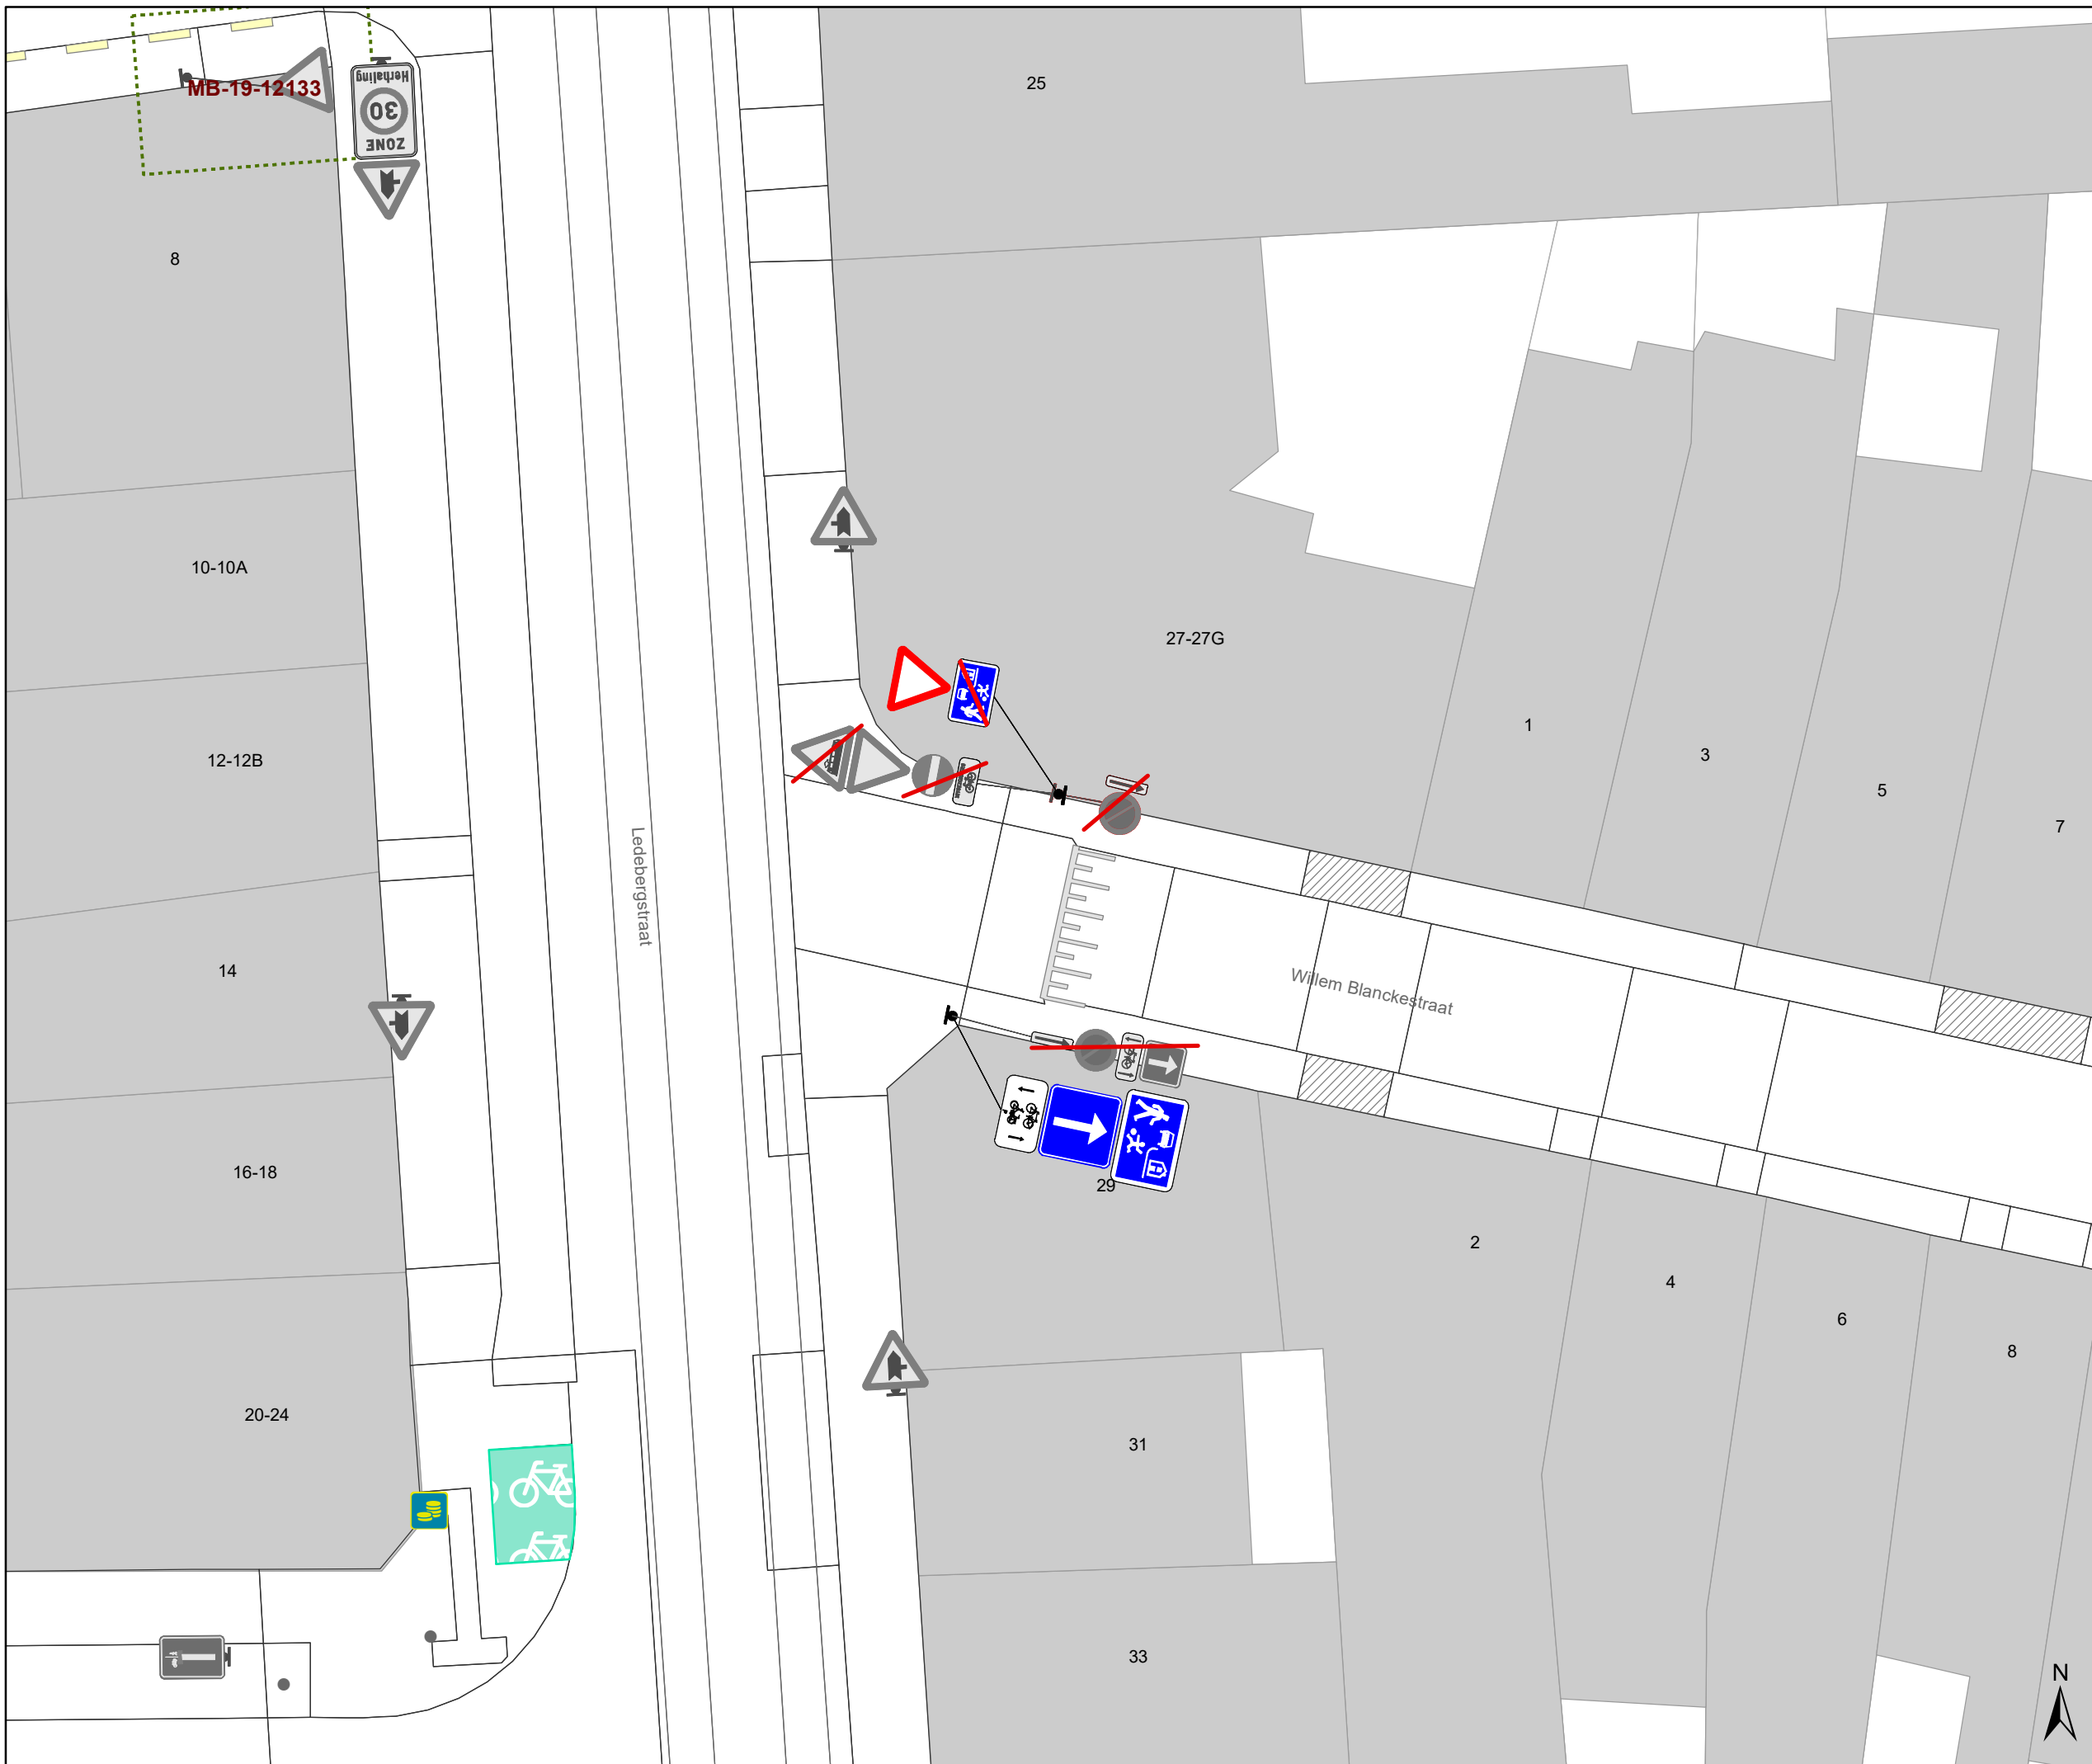 25
MB-19-12133
Herhaling
30
ZONE
8
10-10A
27-27G
12-12B
1
3
5
7
Ledebergstraat
14
Willem Blanckestraat
16-18
29
2
4
6
8
20-24
31
33
N